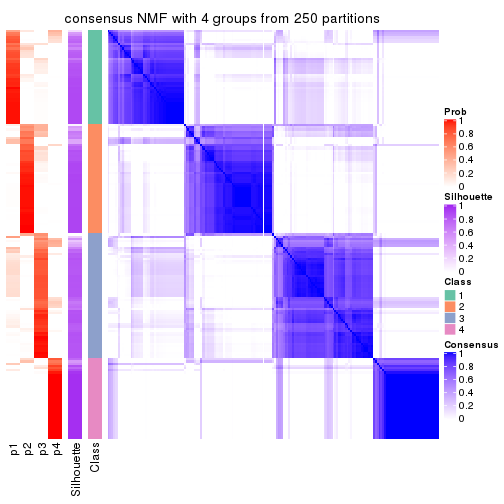 consensus NMF with 4 groups from 250 partitions
Prob
1
0.8
0.6
0.4
0.2
0
Silhouette
1
0.8
0.6
0.4
0.2
0
Class
1
2
3
4
Consensus
1
0.8
0.6
0.4
0.2
0
p1
p2
p3
p4
Silhouette
Class